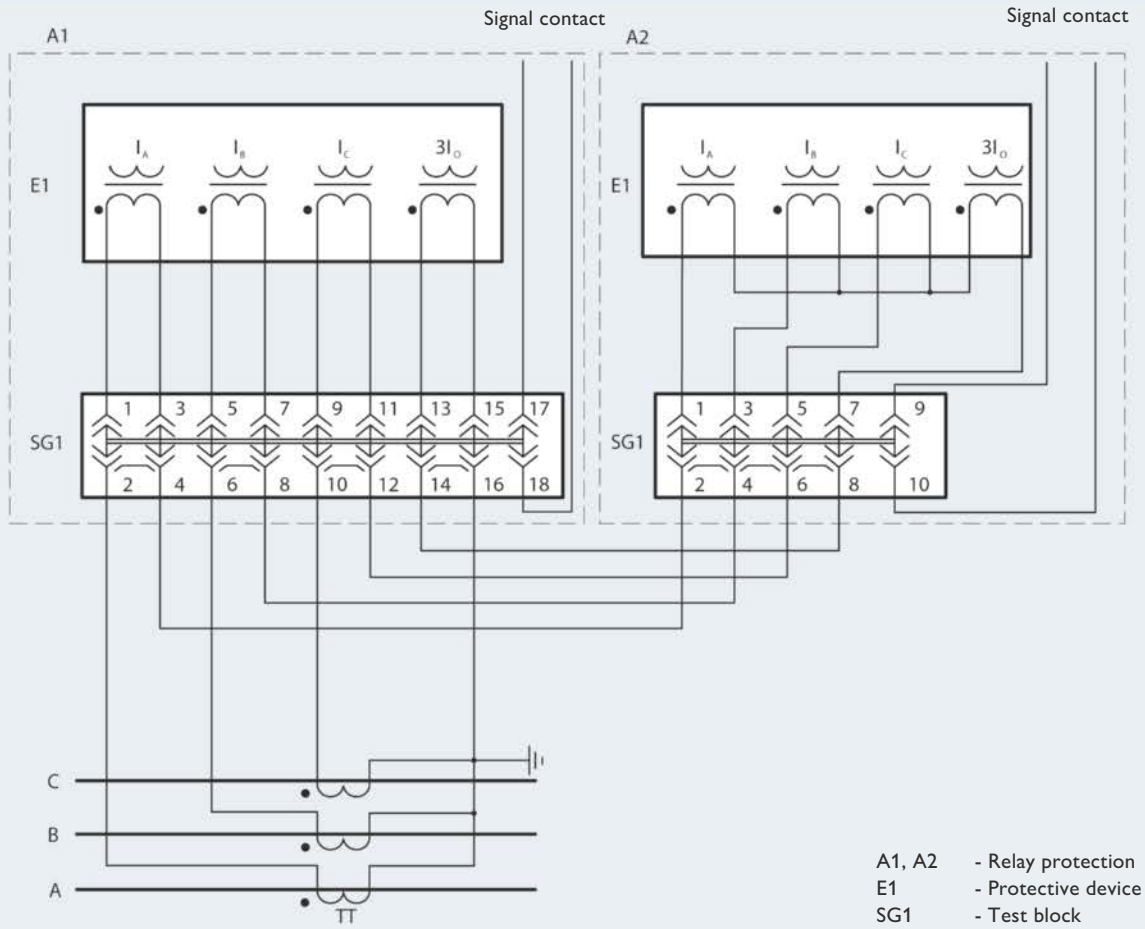 Signal contact
Signal contact
A1
A2
I_A I_B I_C 3I_O
I_A I_B I_C 3I_O
E1
E1
1 3 5 7 9 11 13 15 17
1 3 5 7 9
SG1
SG1
2 4 6 8 10 12 14 16 18
2 4 6 8 10
C
B
A
TT
A1, A2 - Relay protection
E1 - Protective device
SG1 - Test block